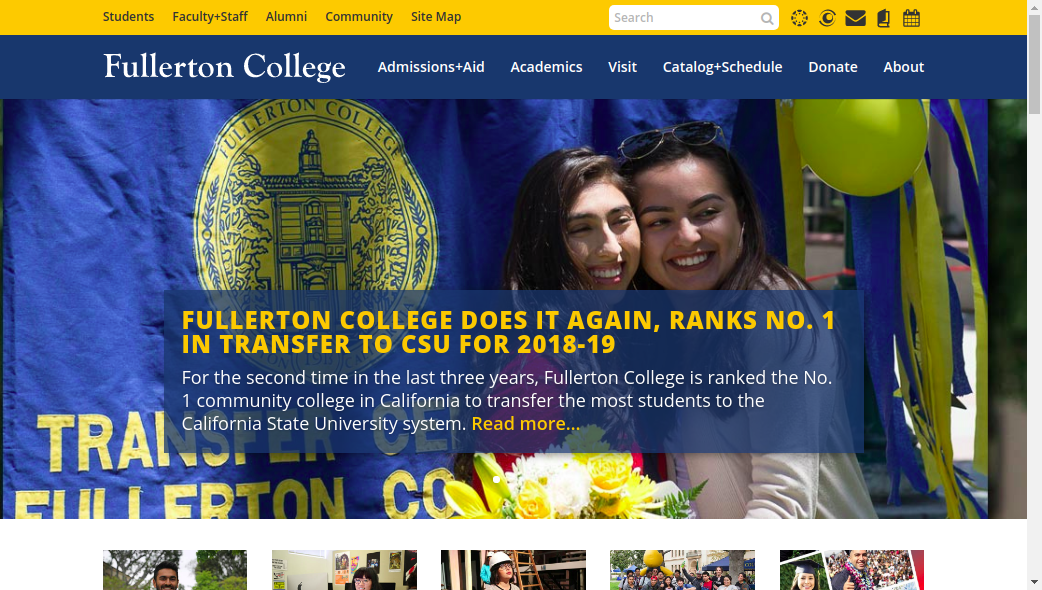 Students Faculty+Staff Alumni Community Site Map Search
Fullerton College Admissions+Aid Academics Visit Catalog+Schedule Donate About
FULLERTON COLLEGE
FULLERTON COLLEGE DOES IT AGAIN, RANKS NO. 1
IN TRANSFER TO CSU FOR 2018-19
For the second time in the last three years, Fullerton College is ranked the No.
1 community college in California to transfer the most students to the
California State University system. Read more...
TRANSFER CE
FULLERTON CO